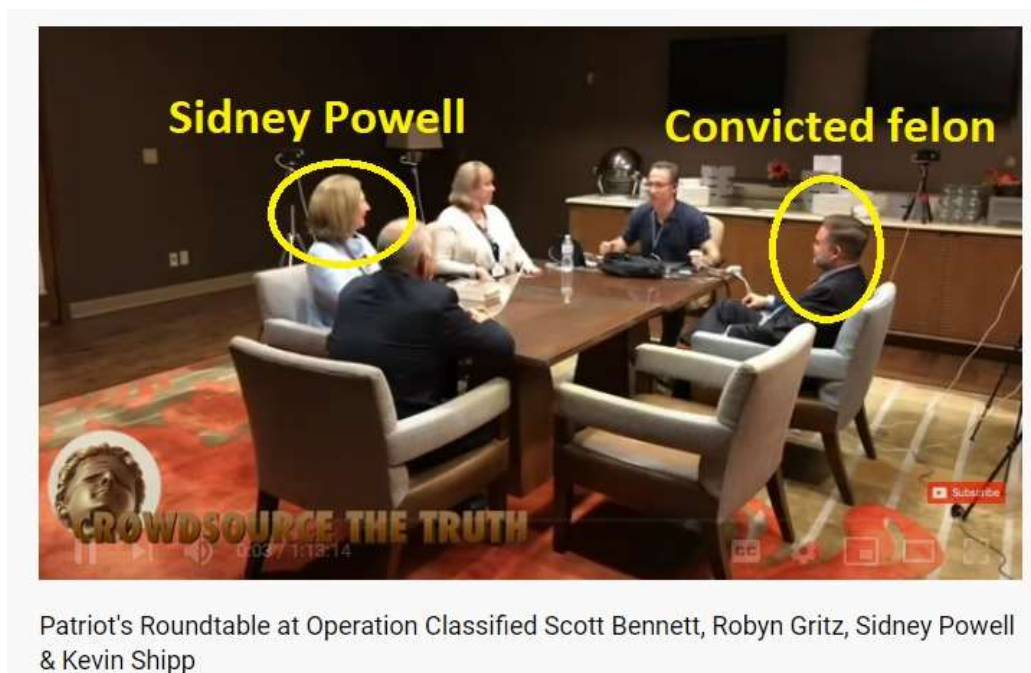 Sidney Powell
Convicted felon
Subscribe
CROWDSOURCE THE TRUTH
0:03 / 1:13:14
CC
Patriot's Roundtable at Operation Classified Scott Bennett, Robyn Gritz, Sidney Powell
& Kevin Shipp